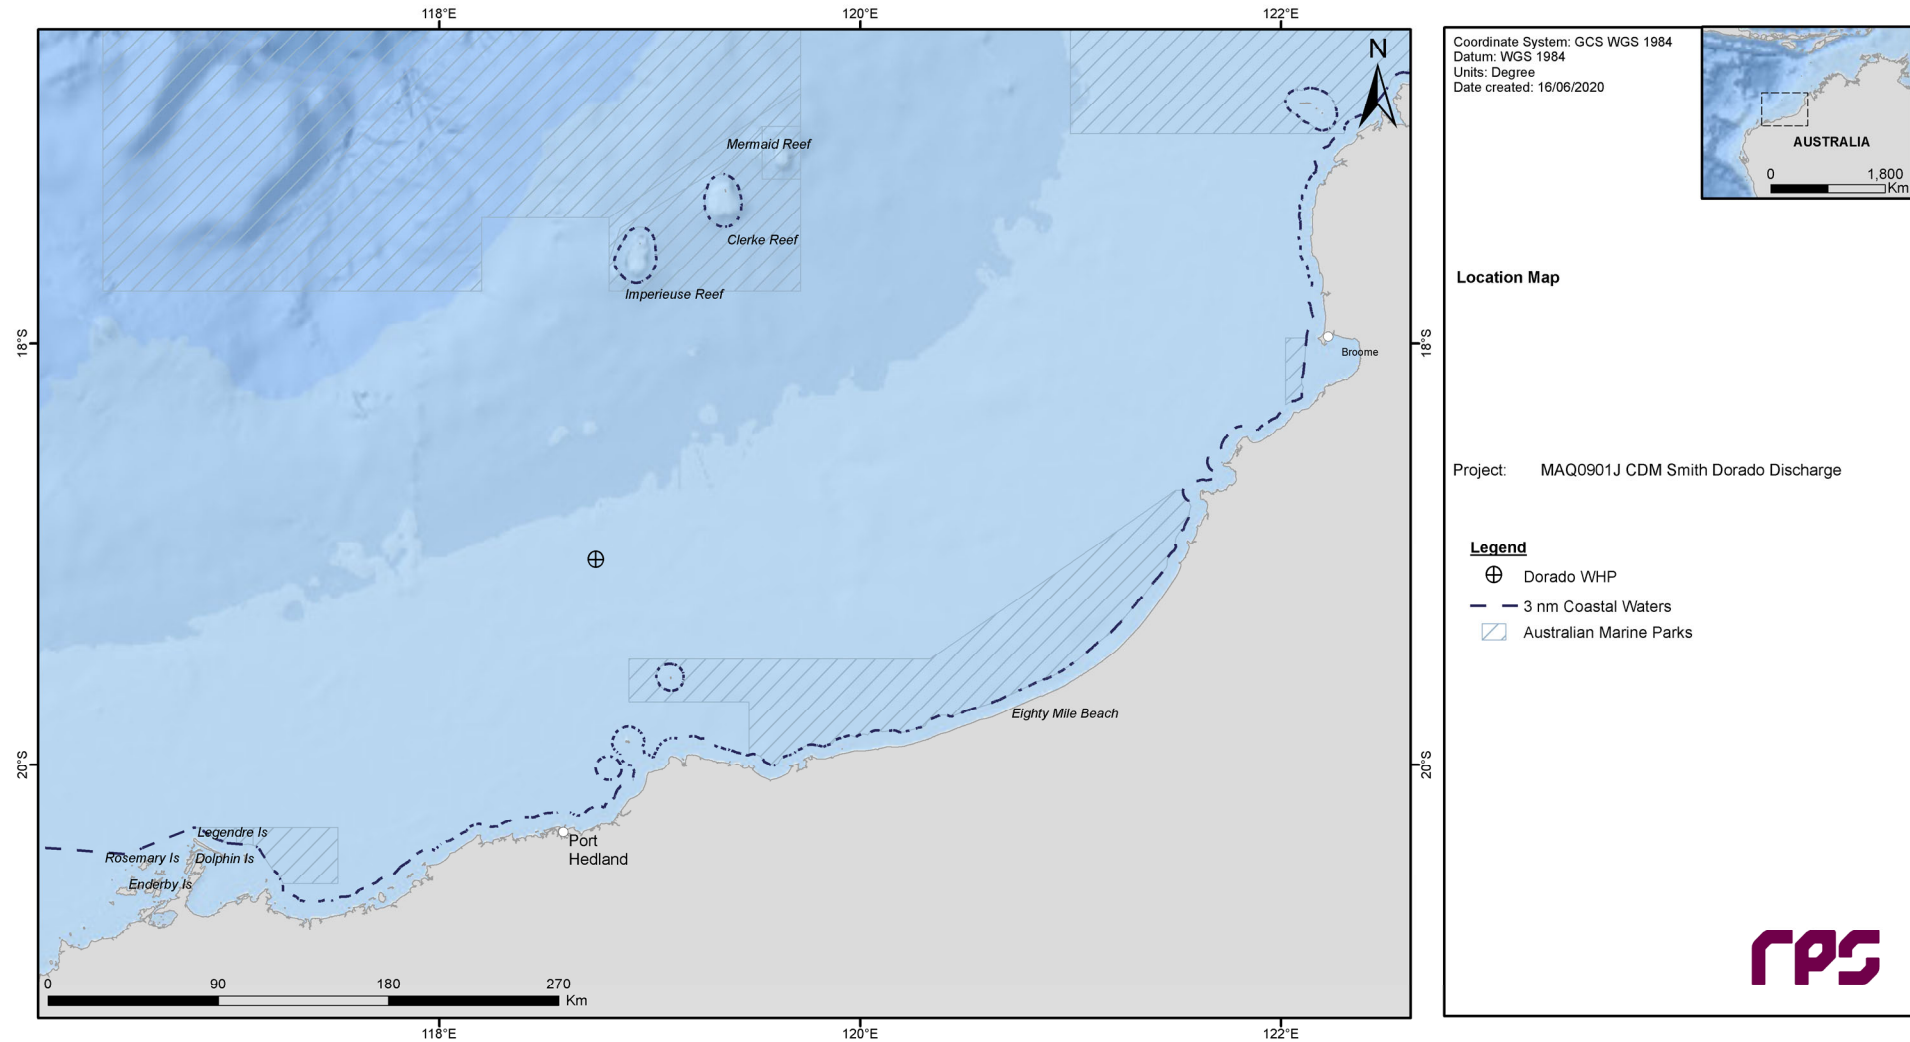 118°E
120°E
122°E
N
Mermaid Reef
Clerke Reef
Imperieuse Reef
18°S
18°S
Broome
Eighty Mile Beach
20°S
20°S
Legendre Is
Rosemary Is
Dolphin Is
Enderby Is
Port
Hedland
0
90
180
270
Km
118°E
120°E
122°E
Coordinate System: GCS WGS 1984
Datum: WGS 1984
Units: Degree
Date created: 16/06/2020
AUSTRALIA
0
1,800
Km
Location Map
Project: MAQ0901J CDM Smith Dorado Discharge
Legend
Dorado WHP
3 nm Coastal Waters
Australian Marine Parks
rps